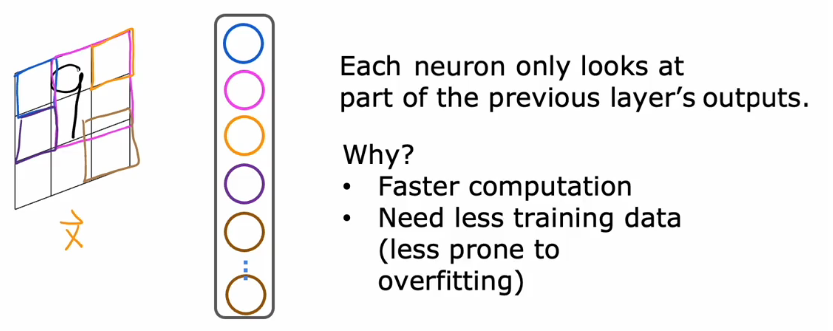 9
x
Each neuron only looks at
part of the previous layer's outputs.
Why?
• Faster computation
• Need less training data
(less prone to
overfitting)